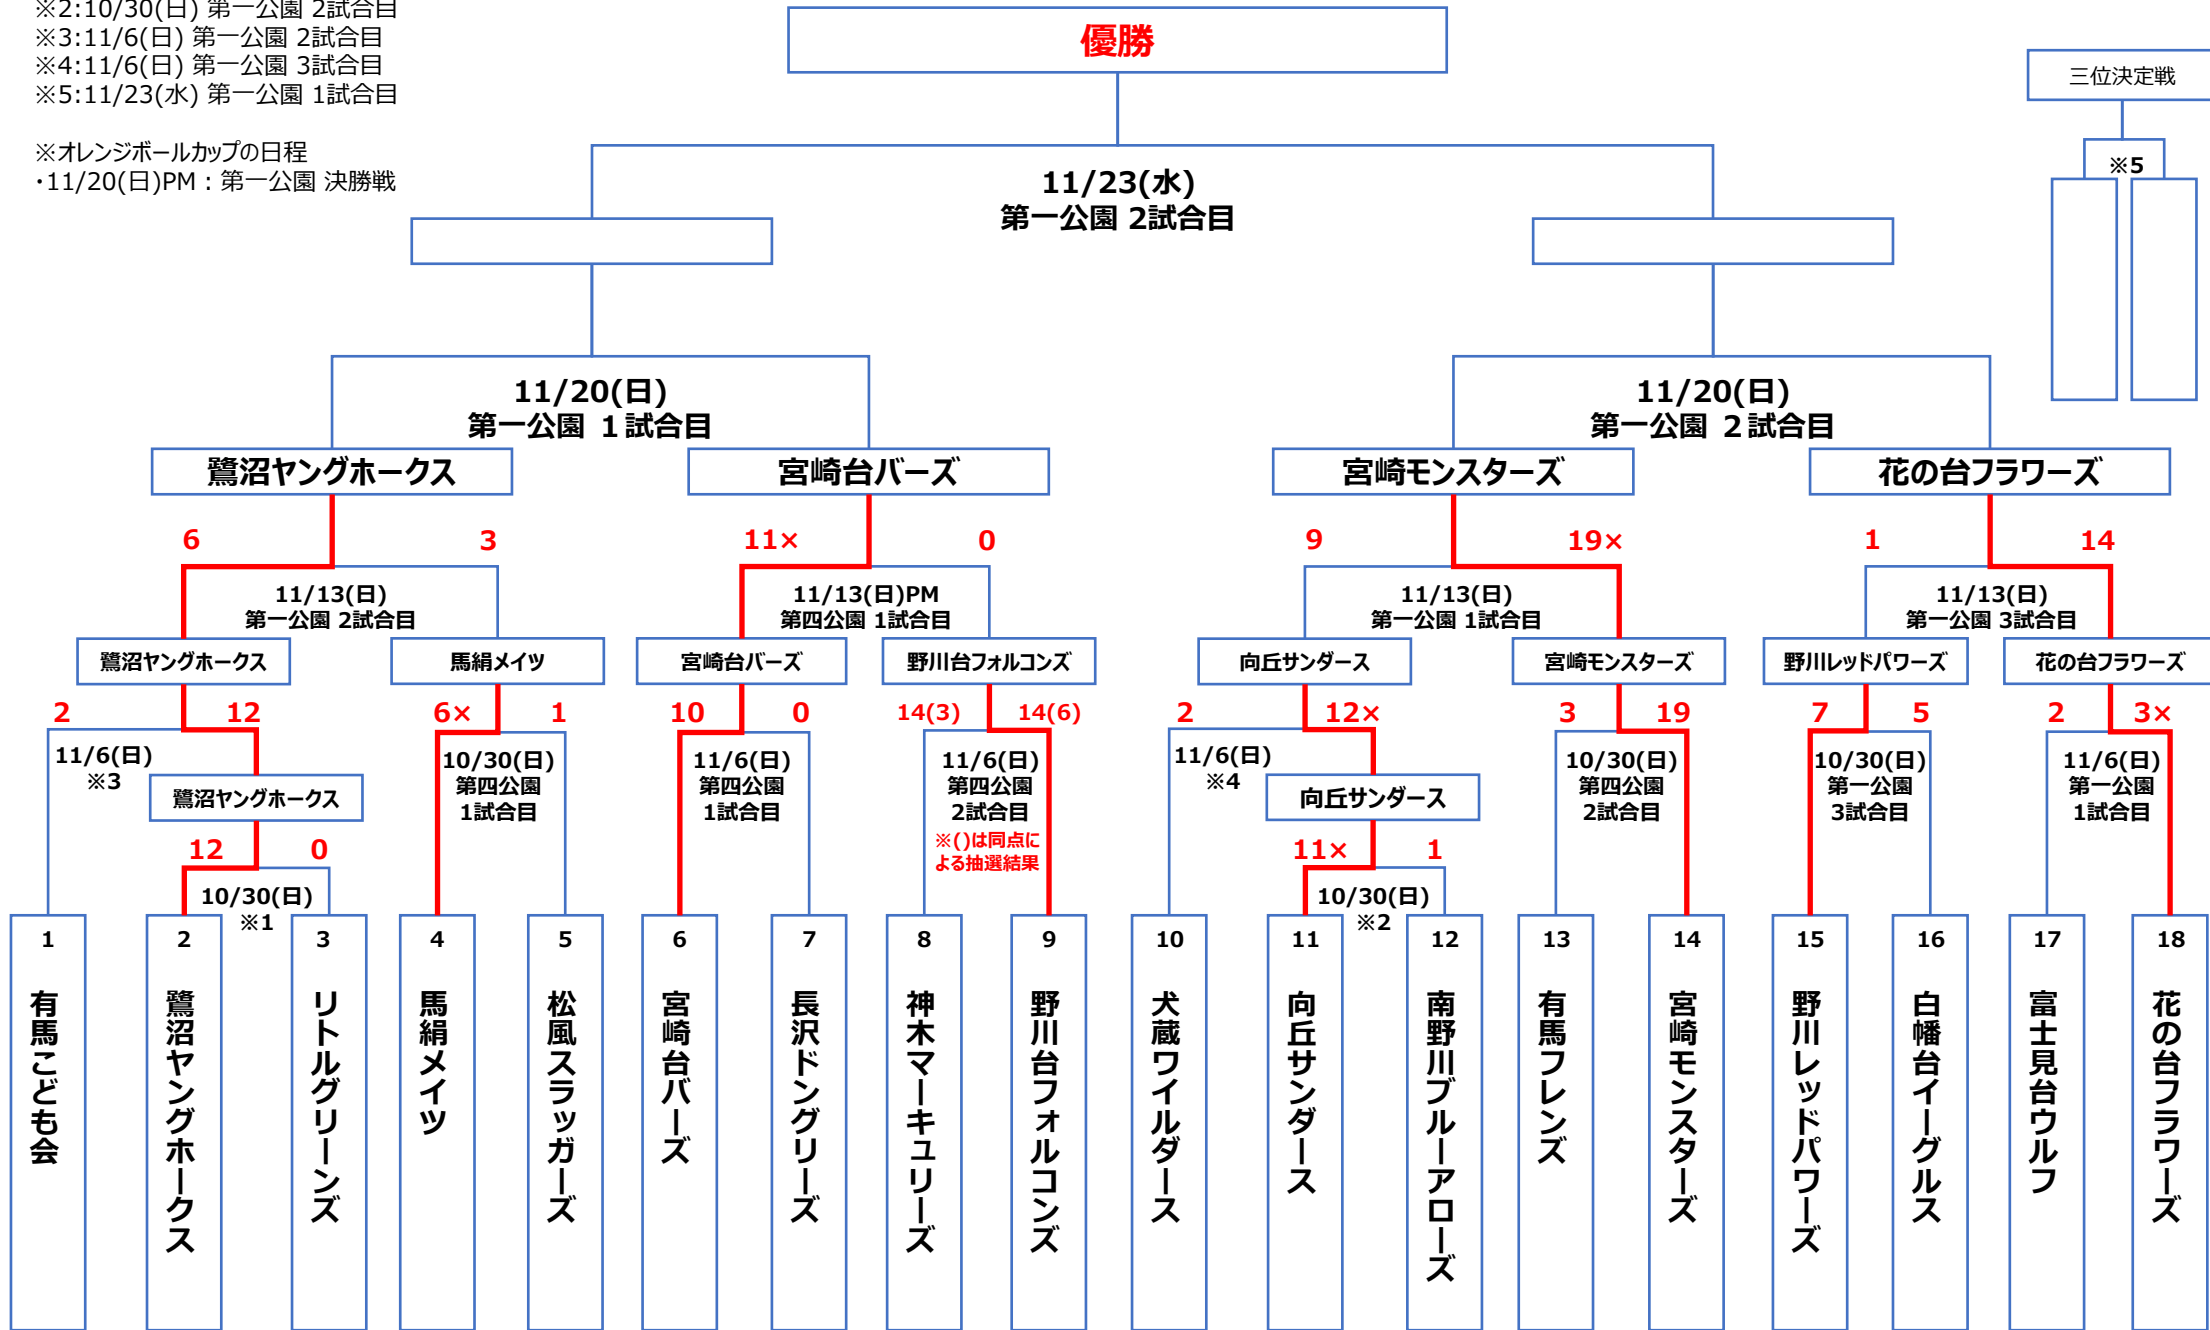 ※2:10/30(日) 第一公園 2試合目
※3:11/6(日) 第一公園 2試合目
※4:11/6(日) 第一公園 3試合目
※5:11/23(水) 第一公園 1試合目
※オレンジボールカップの日程
・11/20(日)PM：第一公園 決勝戦
優勝
三位決定戦
※5
11/23(水)
第一公園 2試合目
11/20(日)
第一公園 １試合目
11/20(日)
第一公園 ２試合目
鷺沼ヤングホークス
宮崎台バーズ
宮崎モンスターズ
花の台フラワーズ
6 3
11× 0
9 19×
1 14
11/13(日)
第一公園 2試合目
11/13(日)PM
第四公園 1試合目
11/13(日)
第一公園 1試合目
11/13(日)
第一公園 3試合目
鷺沼ヤングホークス
馬絹メイツ
宮崎台バーズ
野川台フォルコンズ
向丘サンダース
宮崎モンスターズ
野川レッドパワーズ
花の台フラワーズ
2 12
6× 1
10 0
14(3) 14(6)
2 12×
3 19
7 5
2 3×
11/6(日)
※3
10/30(日)
第四公園
1試合目
11/6(日)
第四公園
1試合目
11/6(日)
第四公園
2試合目
※()は同点に
よる抽選結果
11/6(日)
※4
10/30(日)
第四公園
2試合目
10/30(日)
第一公園
3試合目
11/6(日)
第一公園
1試合目
鷺沼ヤングホークス
向丘サンダース
12 0
11× 1
10/30(日)
※1
10/30(日)
※2
1
有馬こども会
2
鷺沼ヤングホークス
3
リトルグリーンズ
4
馬絹メイツ
5
松風スラッガーズ
6
宮崎台バーズ
7
長沢ドングリーズ
8
神木マーキュリーズ
9
野川台フォルコンズ
10
犬蔵ワイルダース
11
向丘サンダース
12
南野川ブルーアローズ
13
有馬フレンズ
14
宮崎モンスターズ
15
野川レッドパワーズ
16
白幡台イーグルス
17
富士見台ウルフ
18
花の台フラワーズ